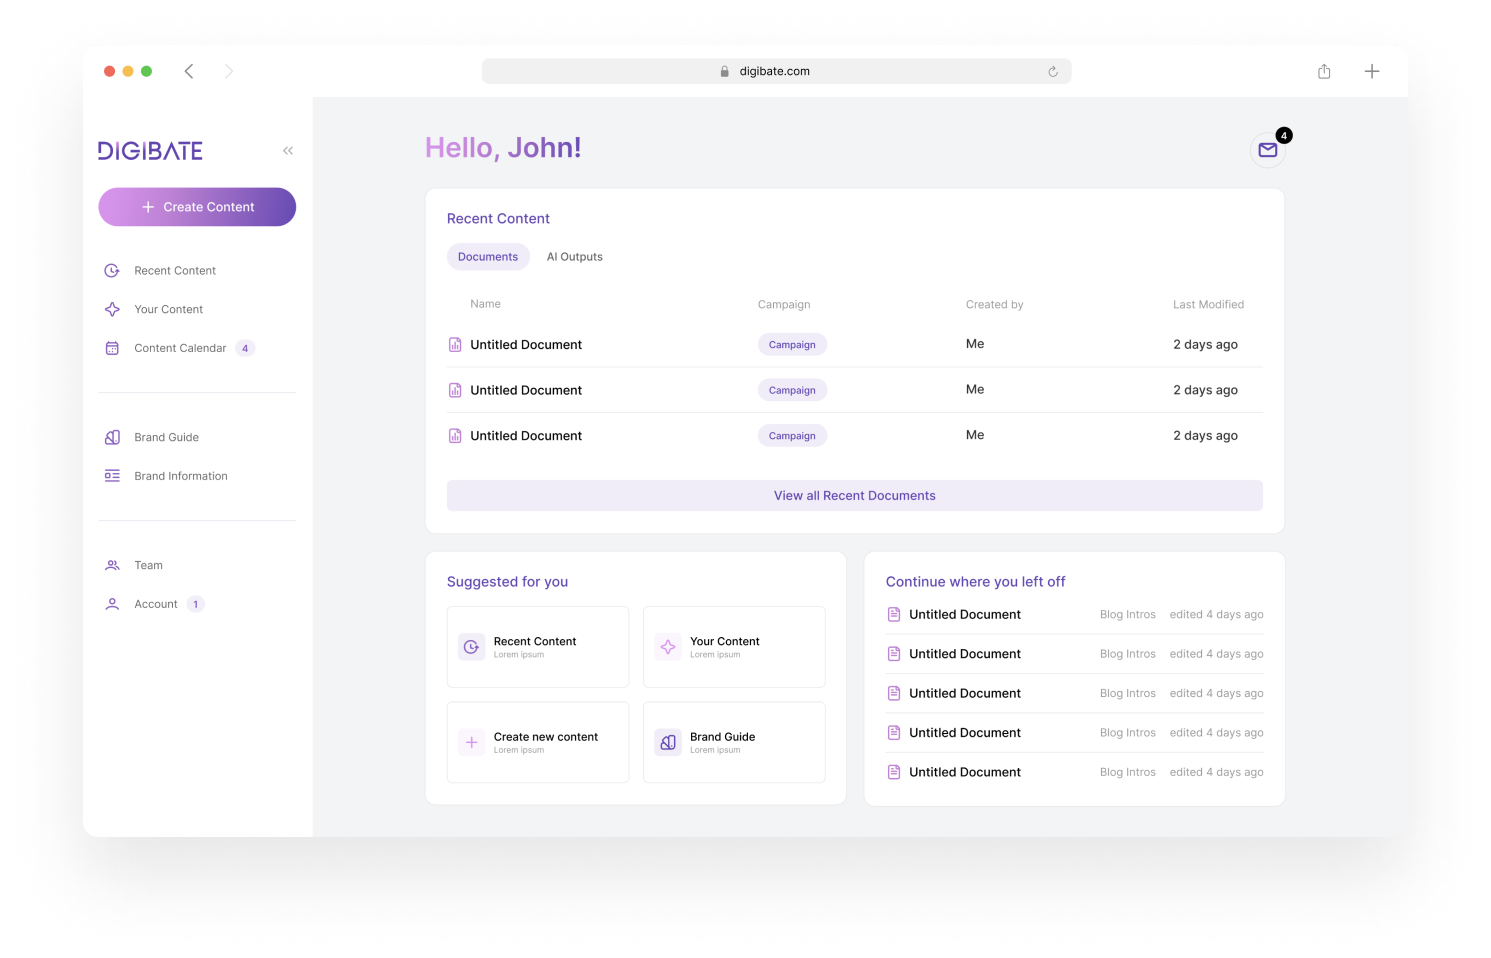 digibate.com
DIGIBATE
Create Content
Recent Content
Your Content
Content Calendar 4
Brand Guide
Brand Information
Team
Account 1
Hello, John!
4
Recent Content
Documents AI Outputs
Name Campaign Created by Last Modified
Untitled Document Campaign Me 2 days ago
Untitled Document Campaign Me 2 days ago
Untitled Document Campaign Me 2 days ago
View all Recent Documents
Suggested for you
Recent Content
Lorem ipsum
Your Content
Lorem ipsum
Create new content
Lorem ipsum
Brand Guide
Lorem ipsum
Continue where you left off
Untitled Document Blog Intros edited 4 days ago
Untitled Document Blog Intros edited 4 days ago
Untitled Document Blog Intros edited 4 days ago
Untitled Document Blog Intros edited 4 days ago
Untitled Document Blog Intros edited 4 days ago